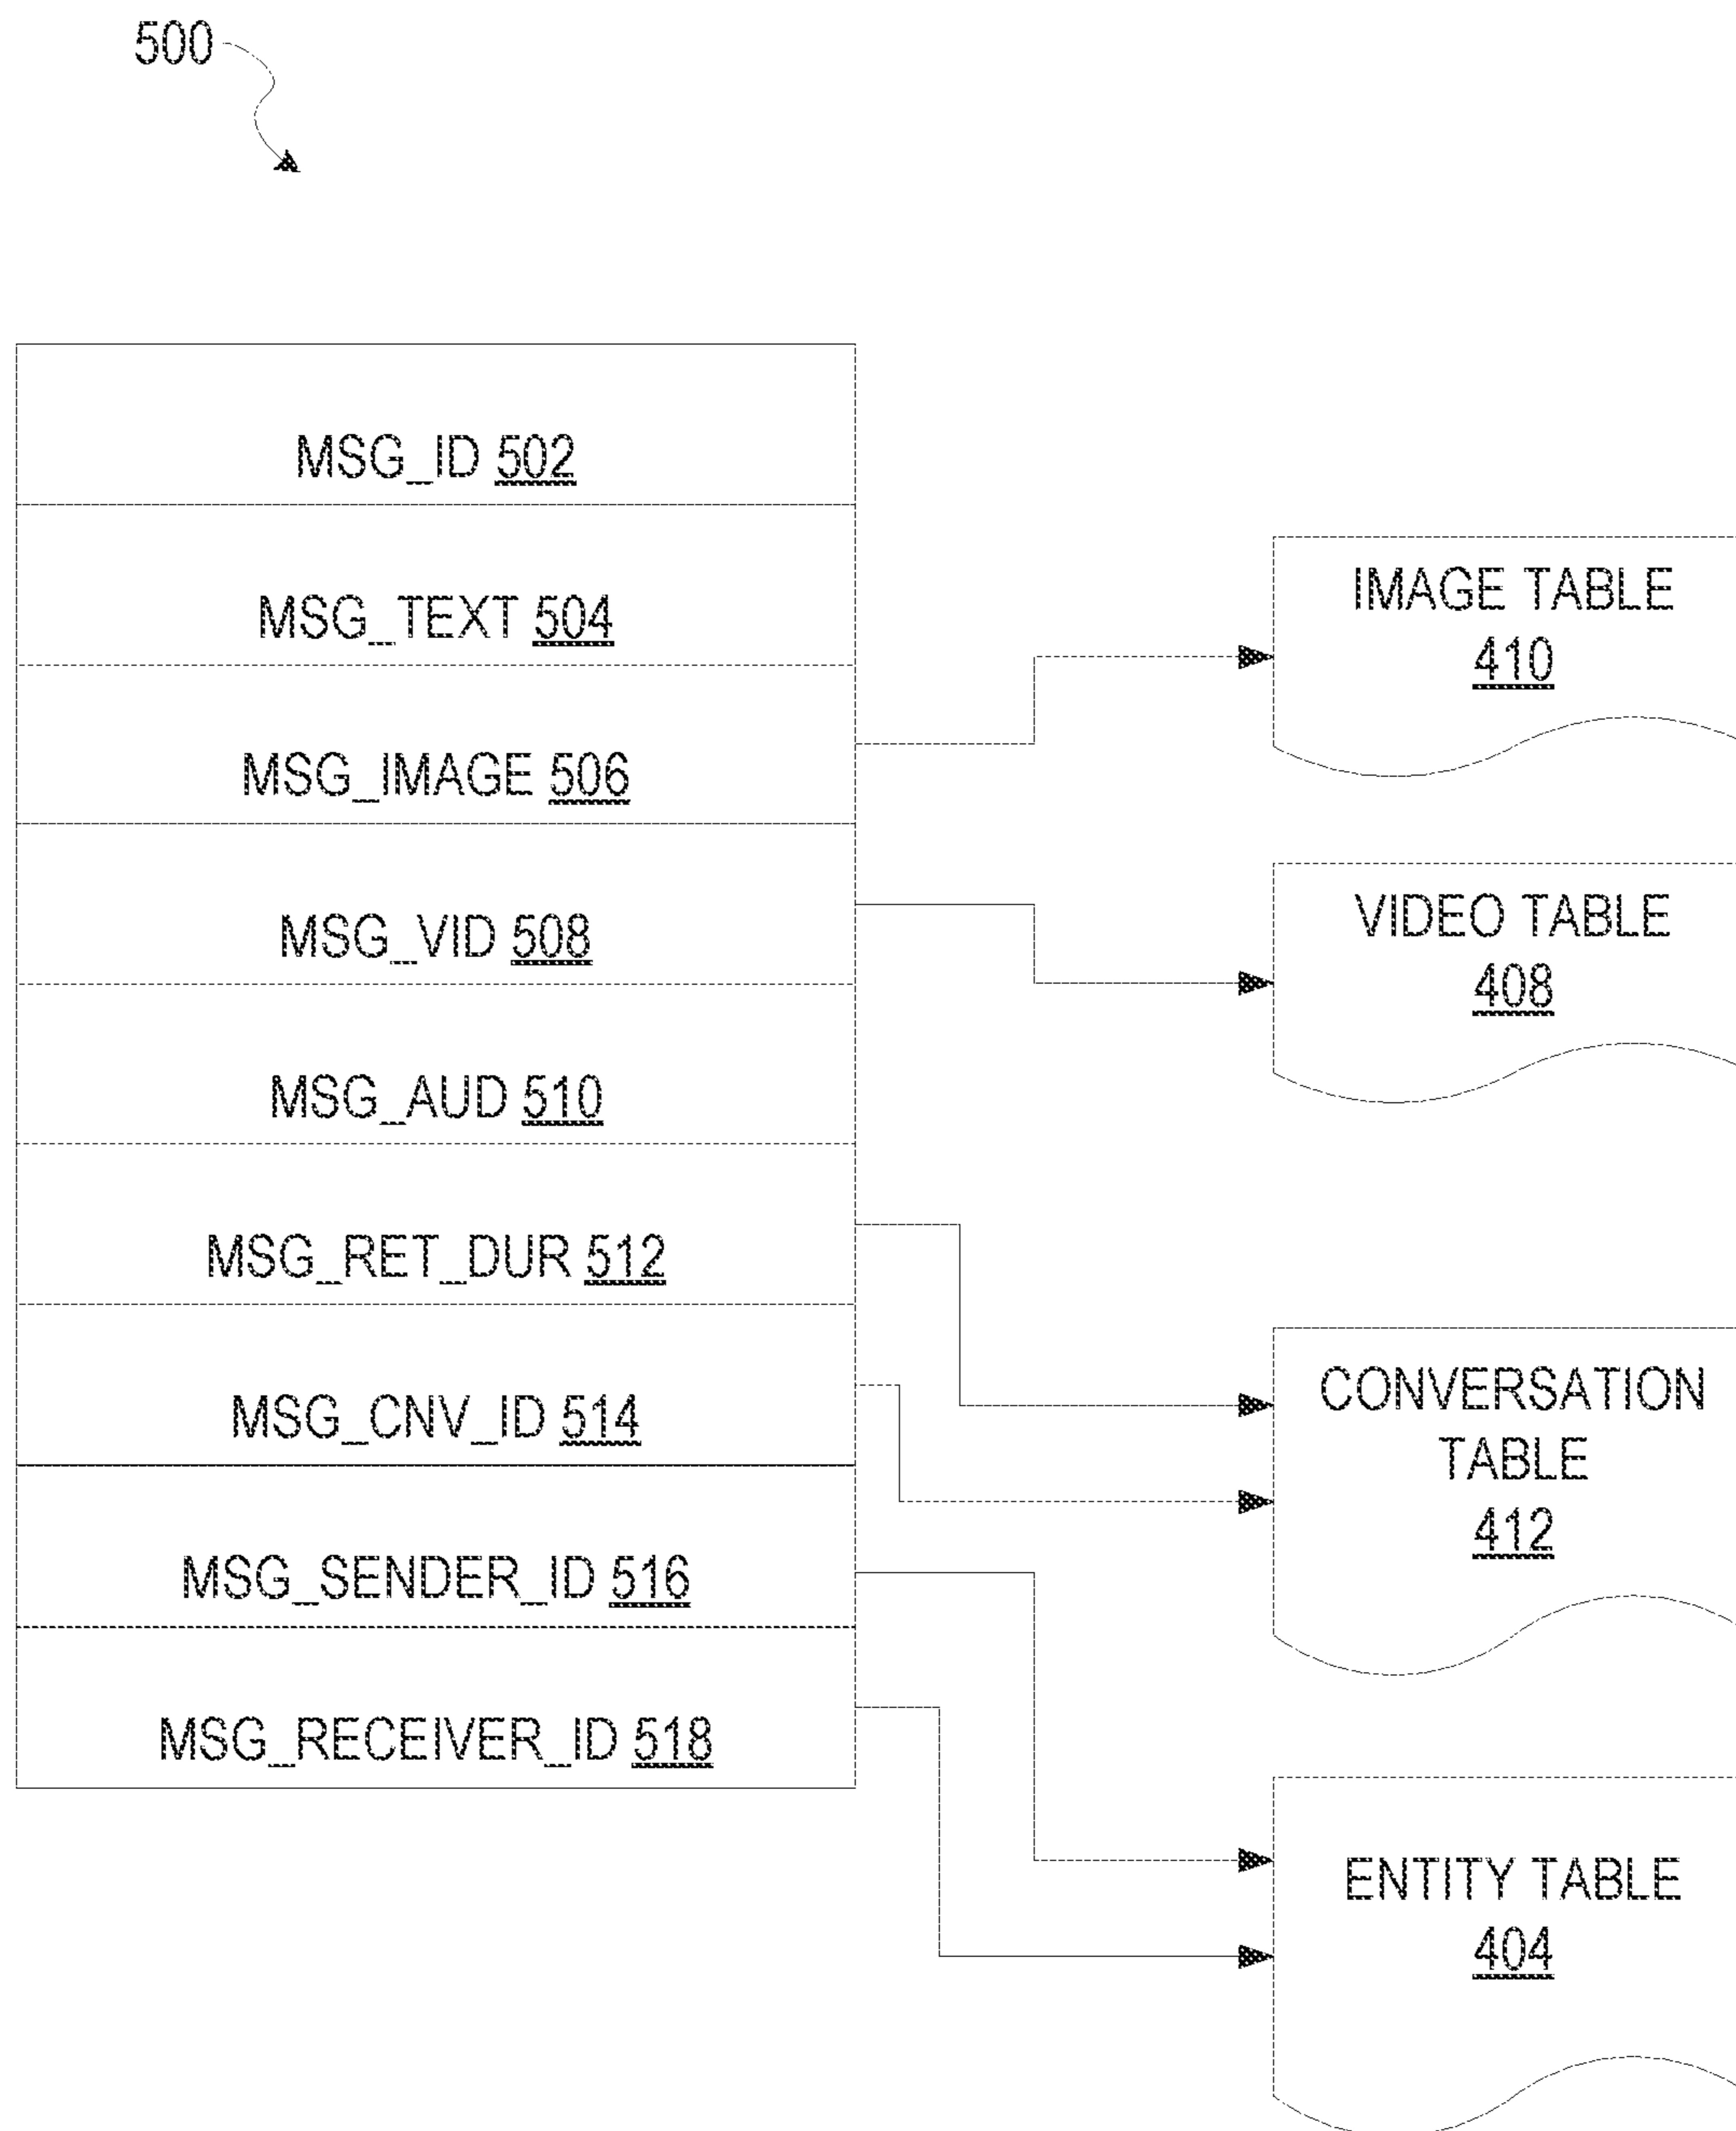 500
MSG_ID 502
MSG_TEXT 504
MSG_IMAGE 506
MSG_VID 508
MSG_AUD 510
MSG_RET_DUR 512
MSG_CNV_ID 514
MSG_SENDER_ID 516
MSG_RECEIVER_ID 518
IMAGE TABLE
410
VIDEO TABLE
408
CONVERSATION
TABLE
412
ENTITY TABLE
404